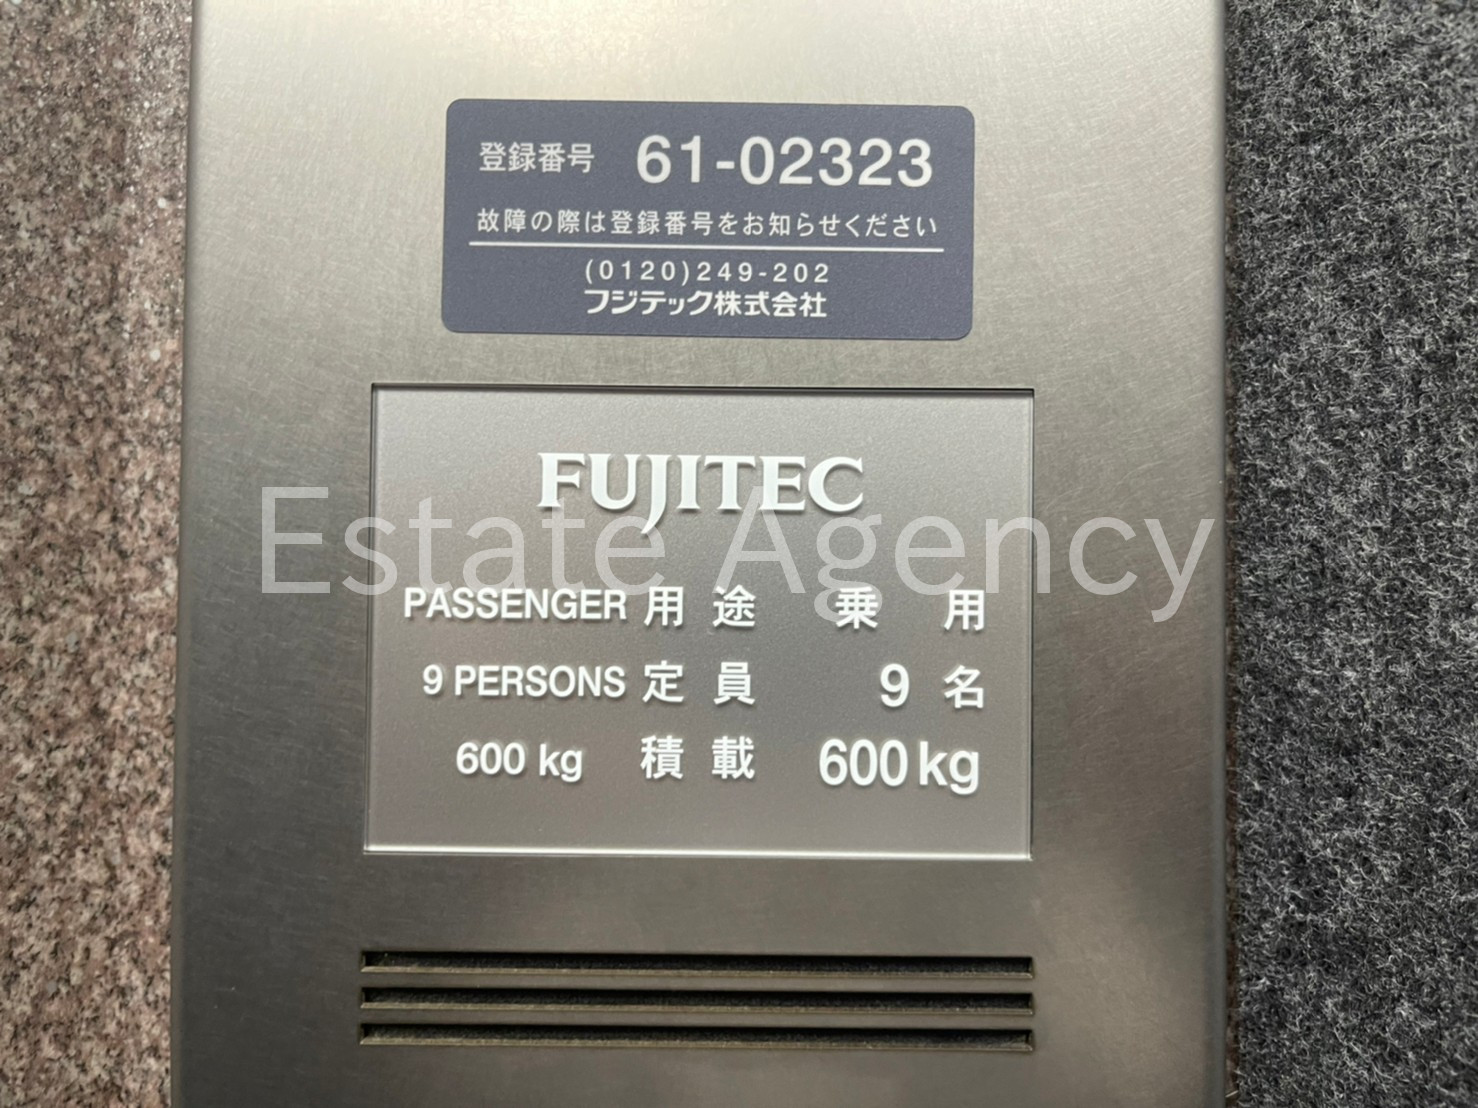 登録番号 61-02323
故障の際は登録番号をお知らせください
(0120)249-202
フジテック株式会社
FUJITEC
Estate Agency
PASSENGER 用途 乗用
9 PERSONS 定員 9名
600 kg 積載 600kg